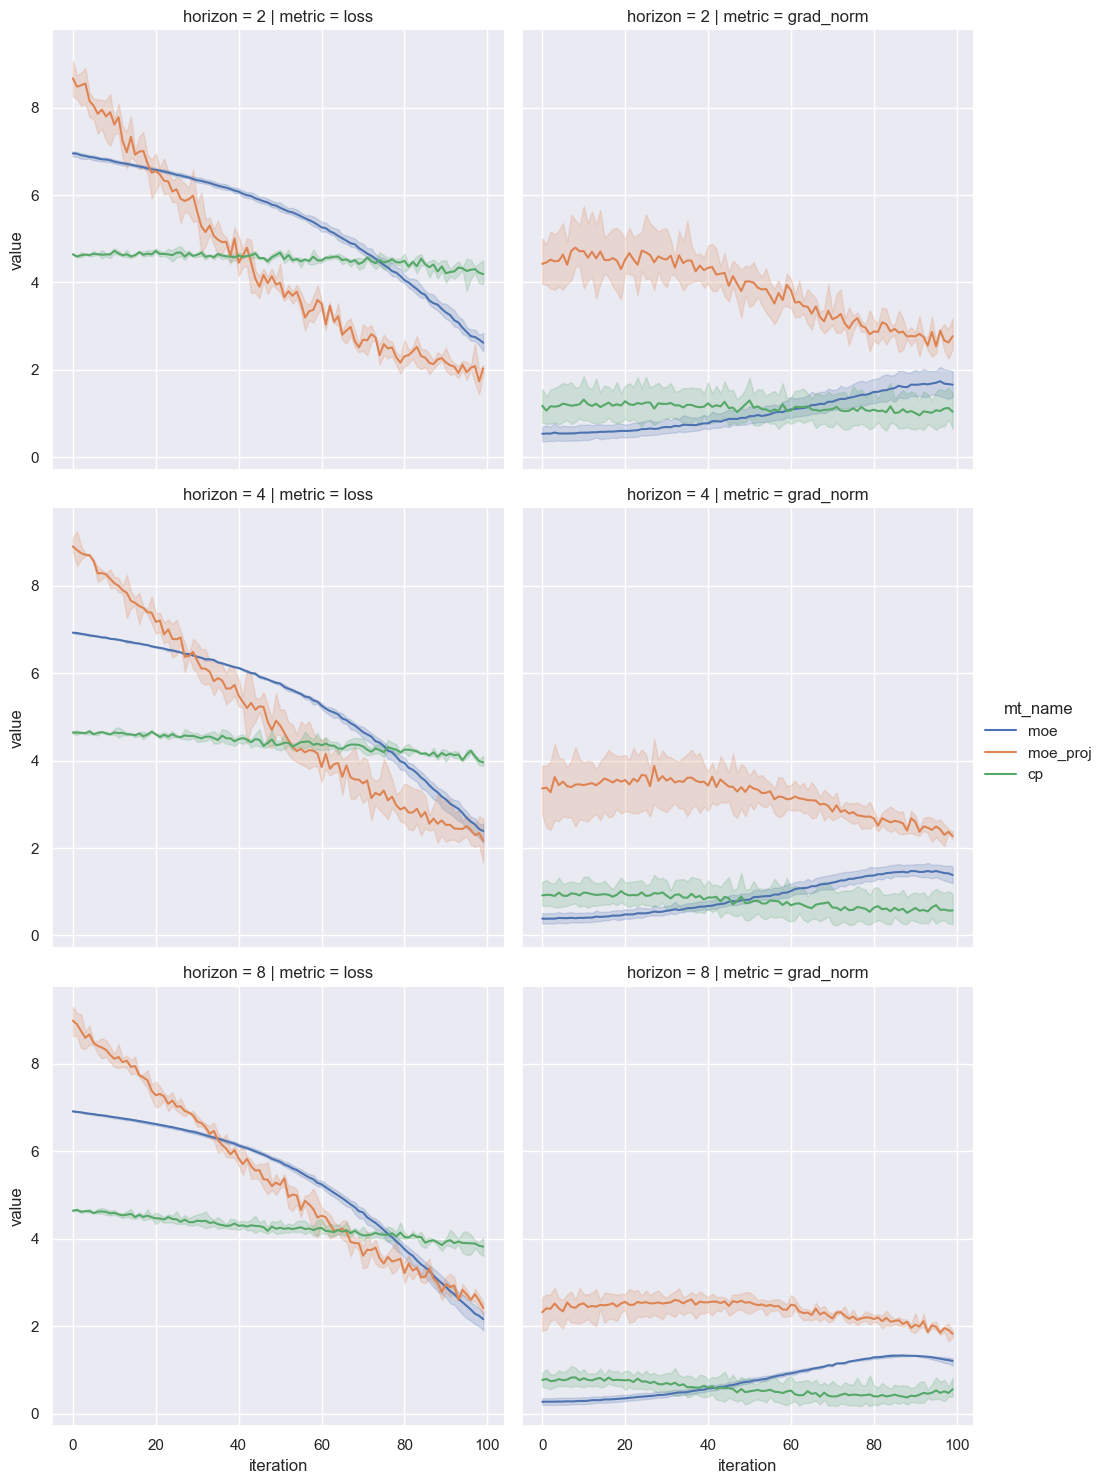 horizon = 2 | metric = loss
horizon = 2 | metric = grad_norm
8
6
4
2
0
value
horizon = 4 | metric = loss
horizon = 4 | metric = grad_norm
8
6
4
2
0
value
mt_name
moe
moe_proj
cp
horizon = 8 | metric = loss
horizon = 8 | metric = grad_norm
8
6
4
2
0
value
0 20 40 60 80 100
0 20 40 60 80 100
iteration
iteration